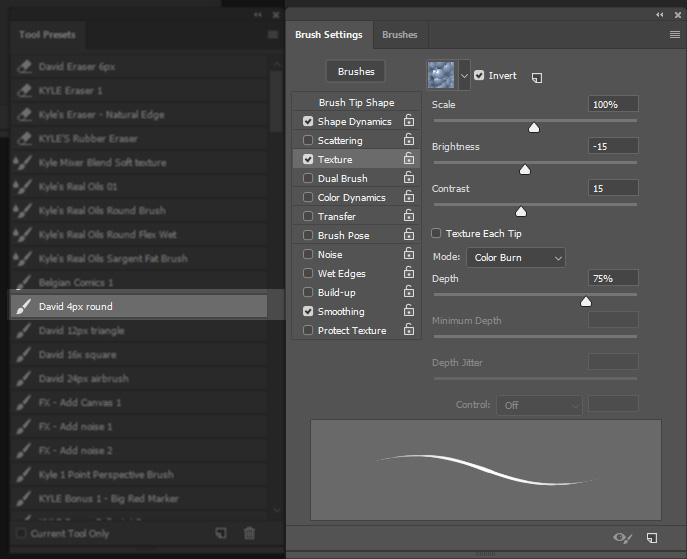 Tool Presets
David Eraser 6px
KYLE Eraser 1
Kyle's Eraser - Natural Edge
KYLE'S Rubber Eraser
Kyle Mixer Blend Soft texture
Kyle's Real Oils 01
Kyle's Real Oils Round Brush
Kyle's Real Oils Round Flex Wet
Kyle's Real Oils Sargent Fat Brush
Belgian Comics 1
David 4px round
David 12px triangle
David 16x square
David 24px airbrush
FX - Add Canvas 1
FX - Add noise 1
FX - Add noise 2
Kyle 1 Point Perspective Brush
KYLE Bonus 1 - Big Red Marker
Current Tool Only
Brush Settings
Brushes
Brushes
Invert
Brush Tip Shape
Shape Dynamics
Scattering
Texture
Dual Brush
Color Dynamics
Transfer
Brush Pose
Noise
Wet Edges
Build-up
Smoothing
Protect Texture
Scale 100%
Brightness -15
Contrast 15
Texture Each Tip
Mode: Color Burn
Depth 75%
Minimum Depth
Depth Jitter
Control: Off